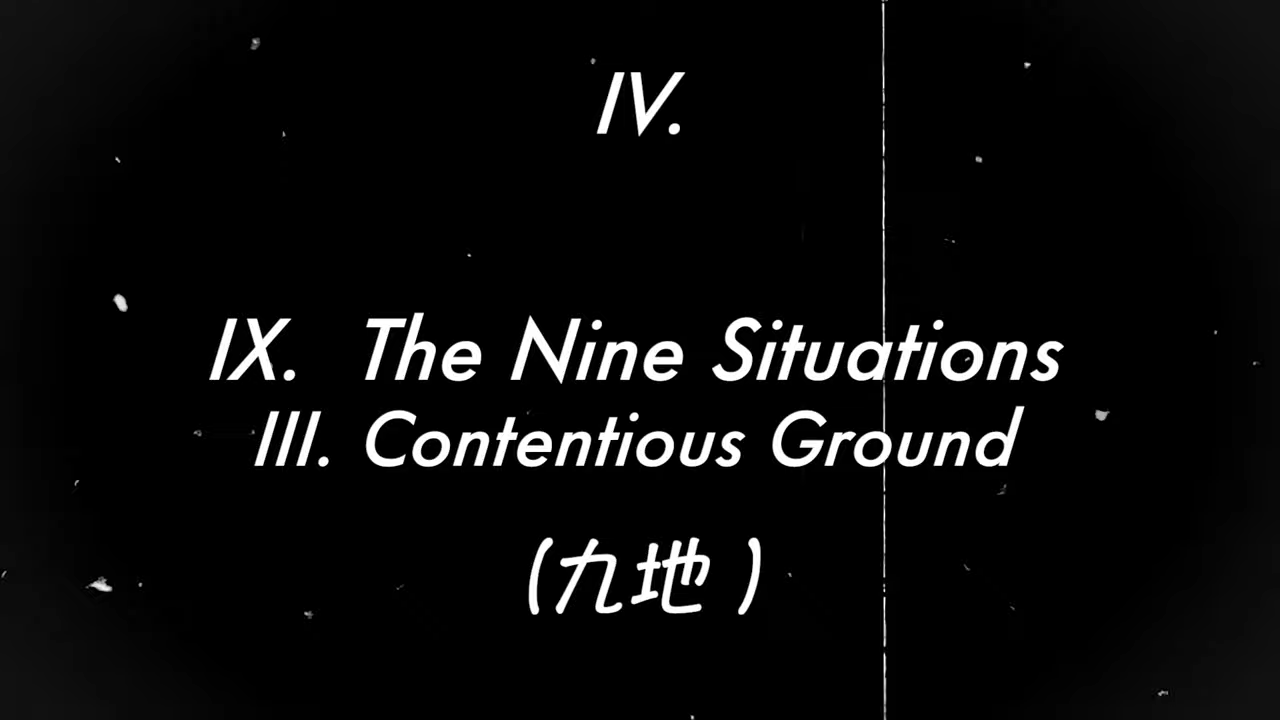 IV.
IX. The Nine Situations
III. Contentious Ground
(九地 )